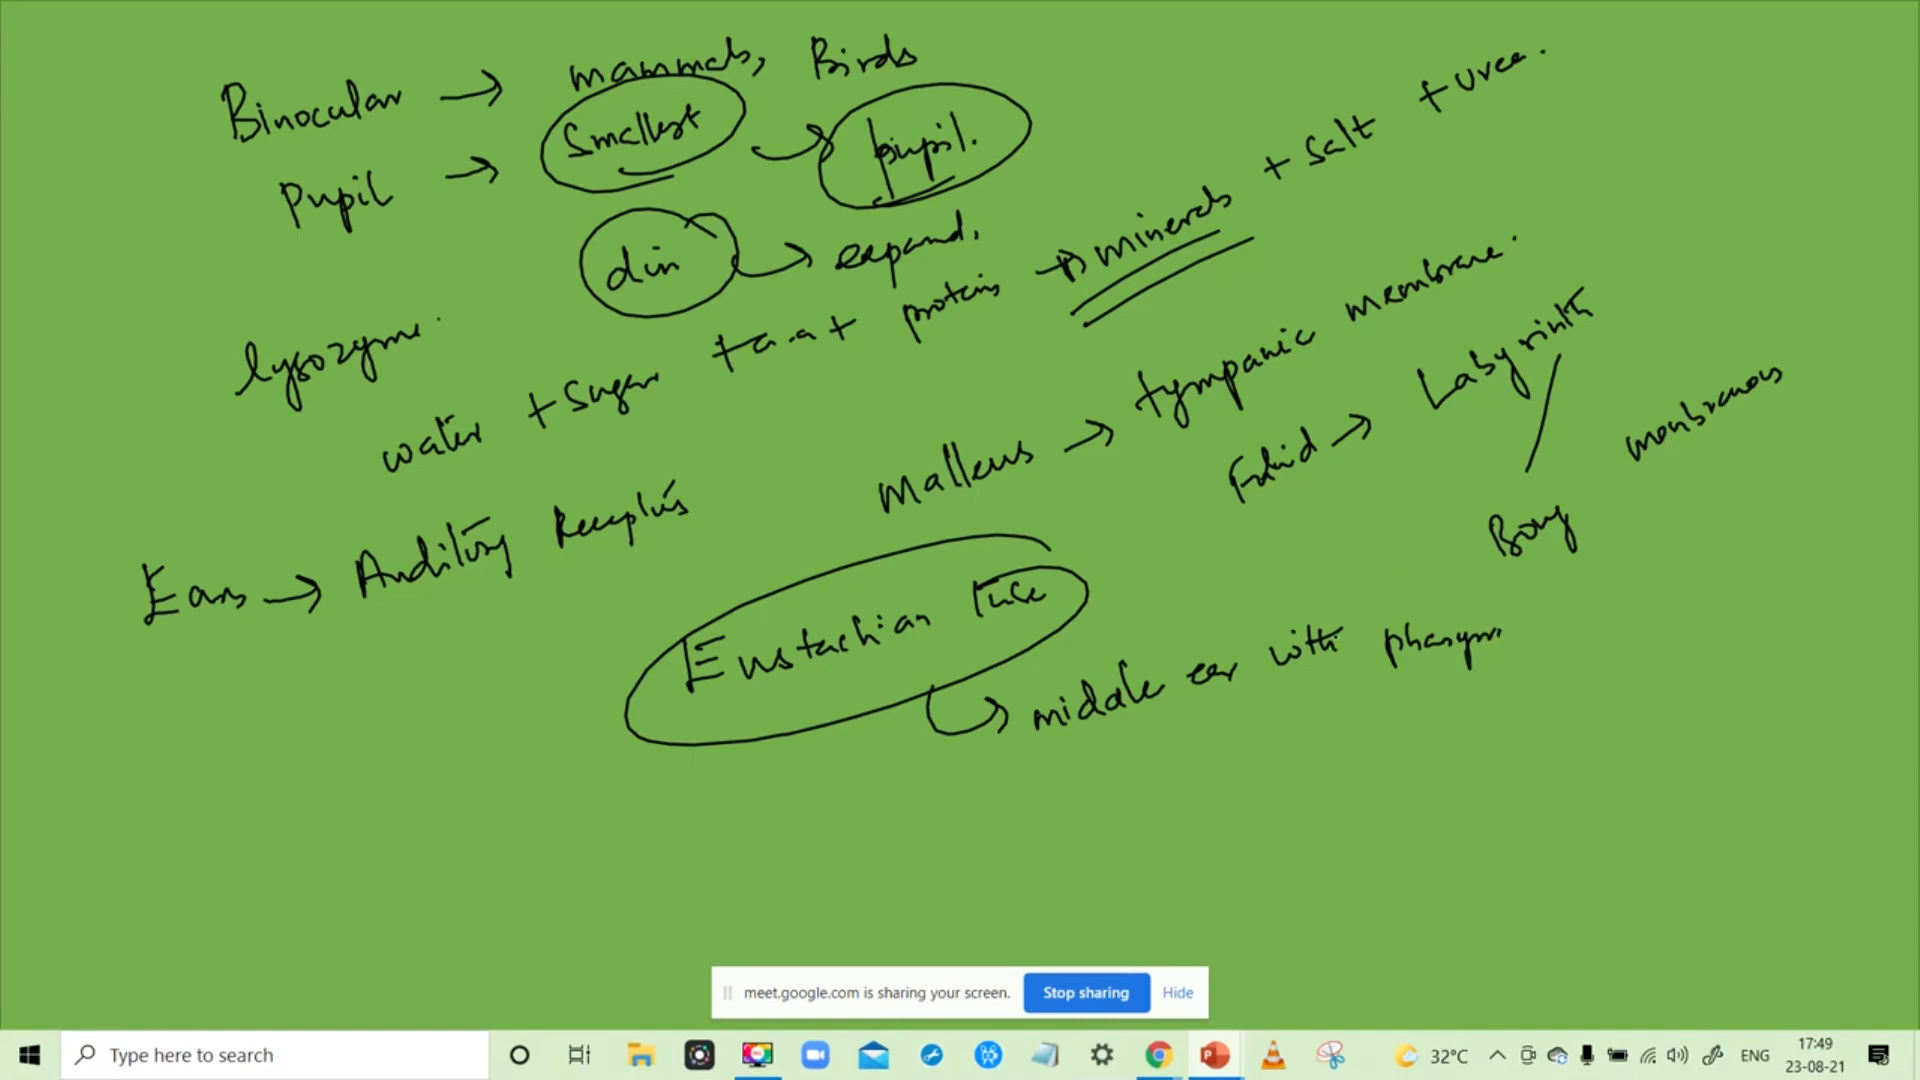 Binocular → mammals, Birds
Pupil → Smallest → pupil.
dim → expand.
lysozyme.
water + sugar + a.a + protein → minerals + salt + urea.
Malleus → tympanic membrane.
Fluid → Labyrinth
Bony membranous
Ears → Auditory Receptors
Eustachian tube
→ middle ear with pharynx
meet.google.com is sharing your screen. Stop sharing Hide
Type here to search
32°C ENG 17:49
23-08-21